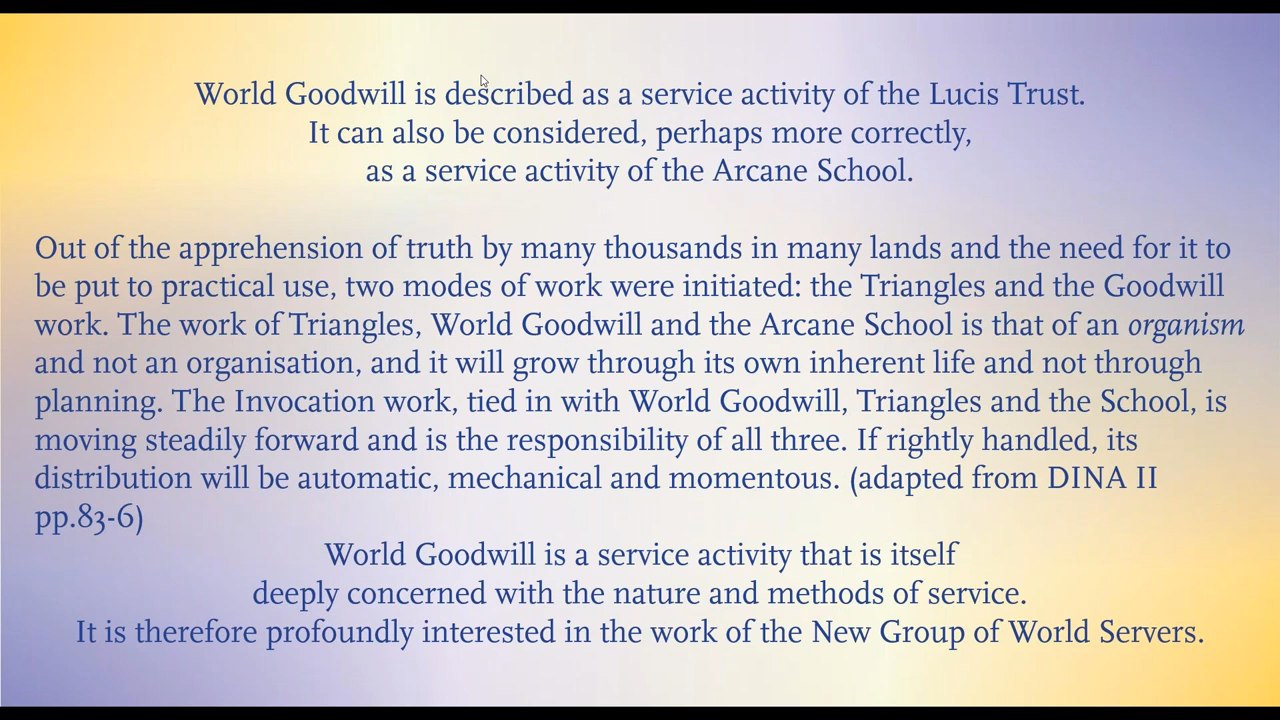 World Goodwill is described as a service activity of the Lucis Trust.
It can also be considered, perhaps more correctly,
as a service activity of the Arcane School.
Out of the apprehension of truth by many thousands in many lands and the need for it to
be put to practical use, two modes of work were initiated: the Triangles and the Goodwill
work. The work of Triangles, World Goodwill and the Arcane School is that of an organism
and not an organisation, and it will grow through its own inherent life and not through
planning. The Invocation work, tied in with World Goodwill, Triangles and the School, is
moving steadily forward and is the responsibility of all three. If rightly handled, its
distribution will be automatic, mechanical and momentous. (adapted from DINA II
pp.83-6)
World Goodwill is a service activity that is itself
deeply concerned with the nature and methods of service.
It is therefore profoundly interested in the work of the New Group of World Servers.